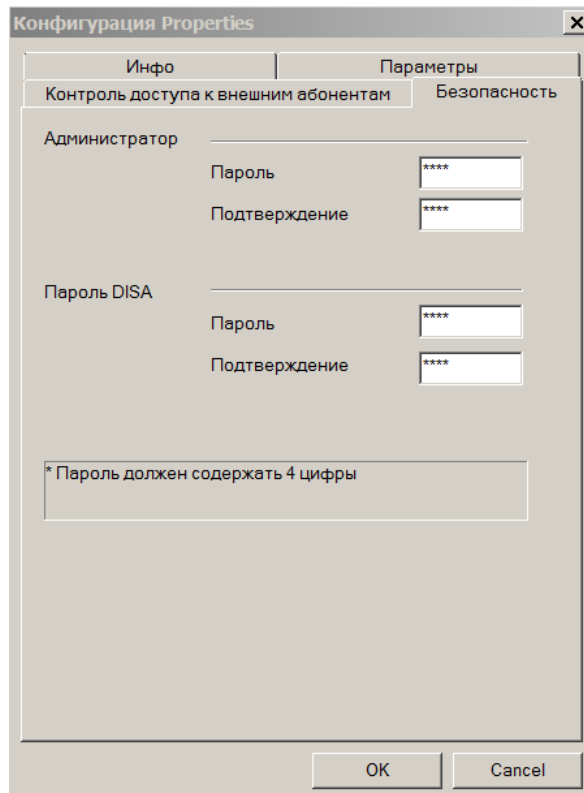 Конфигурация Properties
Инфо
Параметры
Контроль доступа к внешним абонентам
Безопасность
Администратор
Пароль
****
Подтверждение
****
Пароль DISA
Пароль
****
Подтверждение
****
* Пароль должен содержать 4 цифры
OK
Cancel